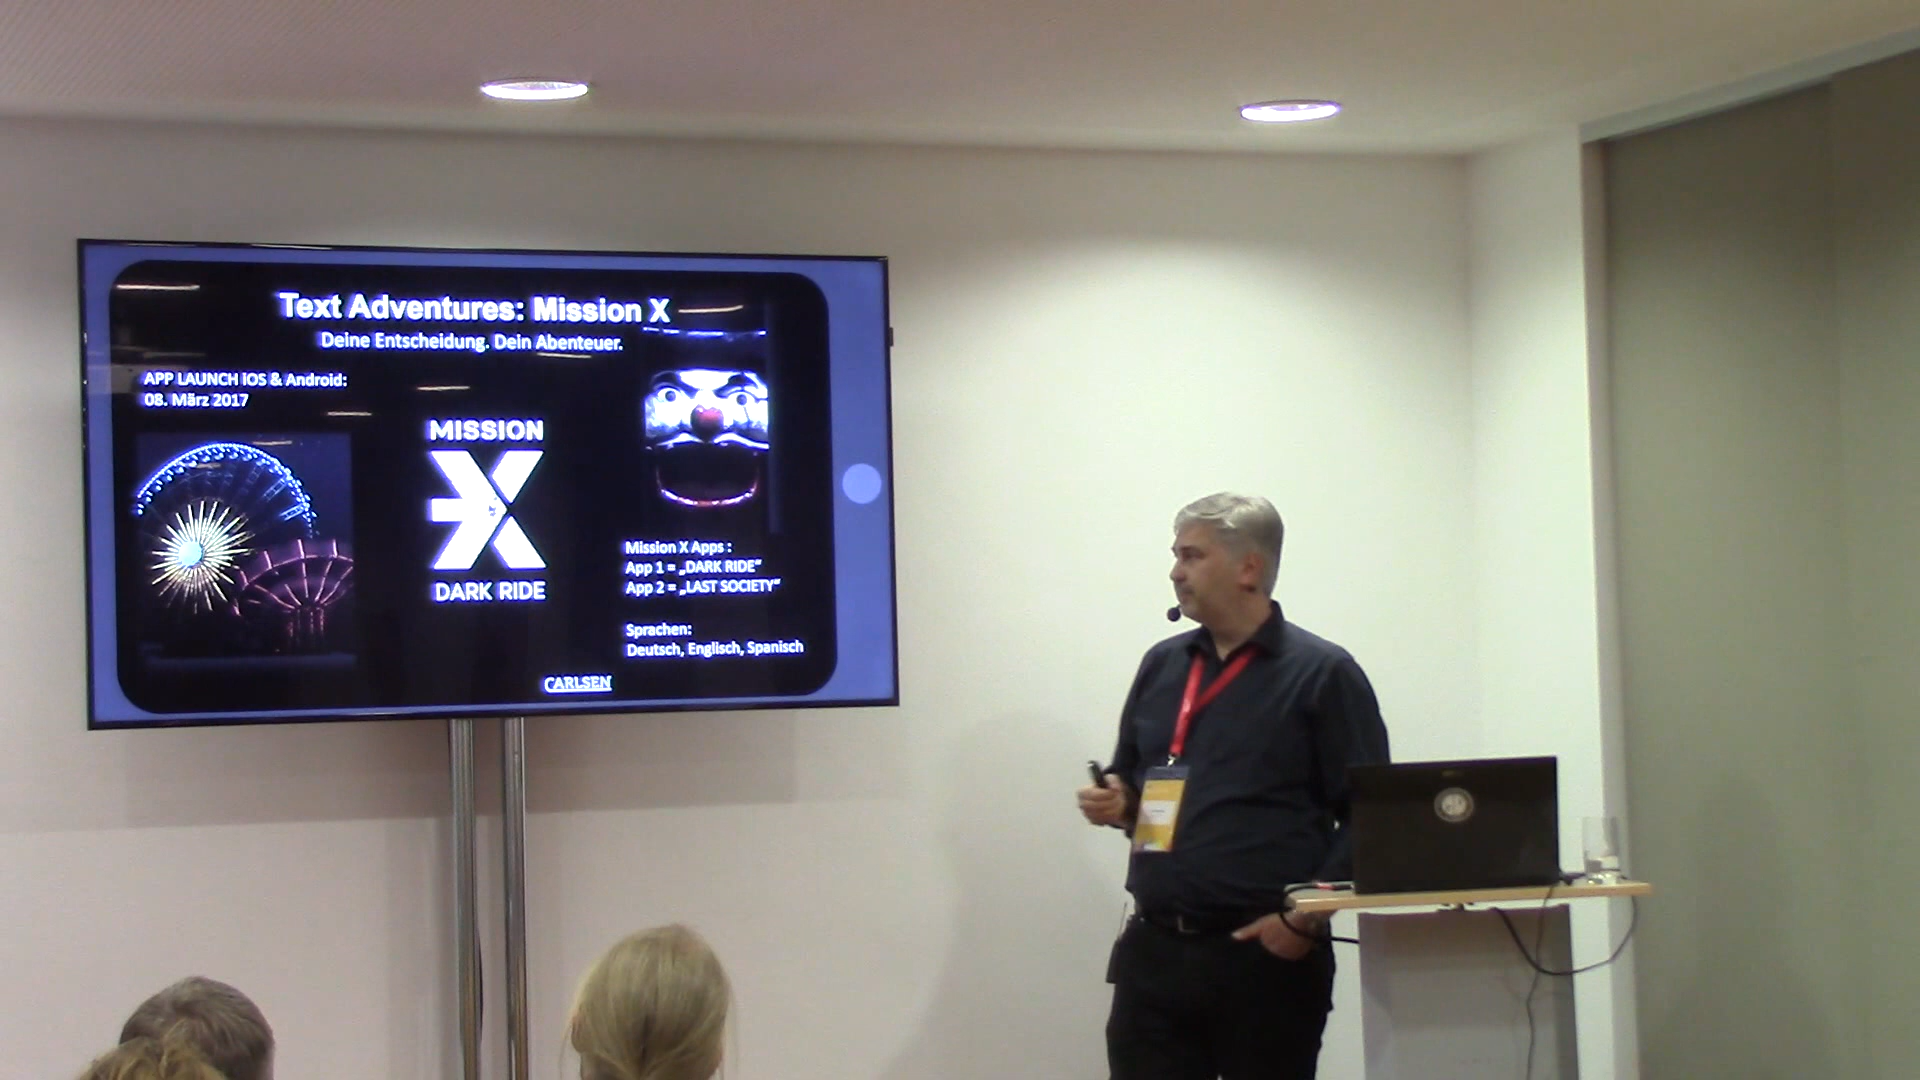 Text Adventures: Mission X
Deine Entscheidung. Dein Abenteuer.
APP LAUNCH iOS & Android:
08. März 2017
MISSION
X
DARK RIDE
Mission X Apps :
App 1 = „DARK RIDE“
App 2 = „LAST SOCIETY“
Sprachen:
Deutsch, Englisch, Spanisch
CARLSEN